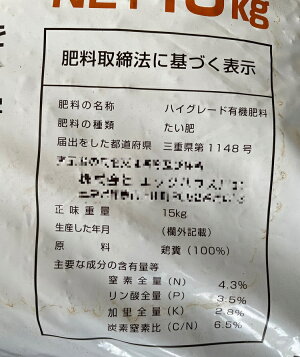 NET 15kg
肥料取締法に基づく表示
肥料の名称 ハイグレード有機肥料
肥料の種類 たい肥
届出をした都道府県 三重県第1148号
正味重量 15kg
生産した年月 (欄外記載)
原料 鶏糞(100%)
主要な成分の含有量等
窒素全量(N) 4.3%
リン酸全量(P) 3.5%
加里全量(K) 2.8%
炭素窒素比(C/N) 6.5%